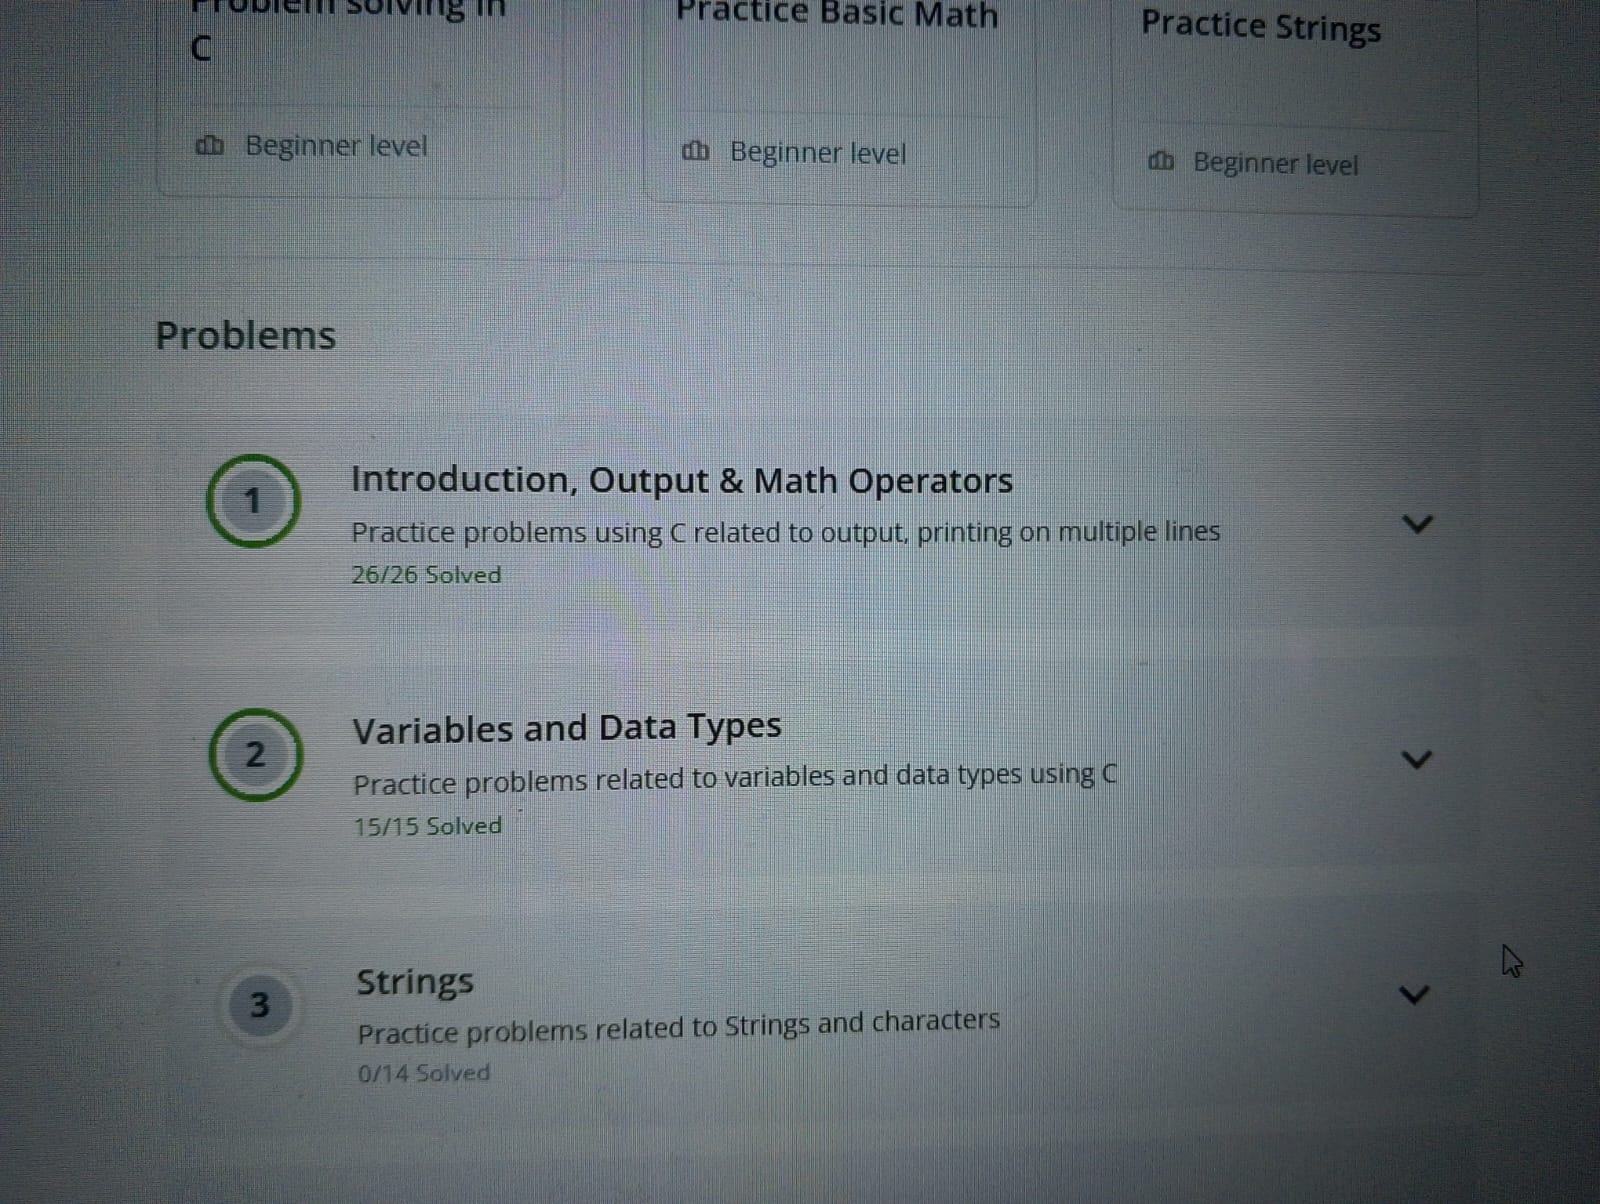 Problem solving in
C
Practice Basic Math
Practice Strings
Beginner level
Beginner level
Beginner level
Problems
1
Introduction, Output & Math Operators
Practice problems using C related to output, printing on multiple lines
26/26 Solved
2
Variables and Data Types
Practice problems related to variables and data types using C
15/15 Solved
3
Strings
Practice problems related to Strings and characters
0/14 Solved